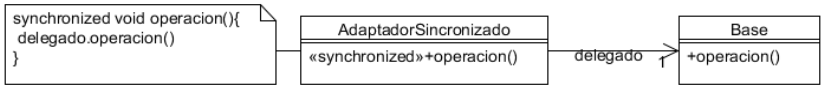 synchronized void operacion(){
delegado.operacion()
}
AdaptadorSincronizado
«synchronized»+operacion()
delegado
1
Base
+operacion()